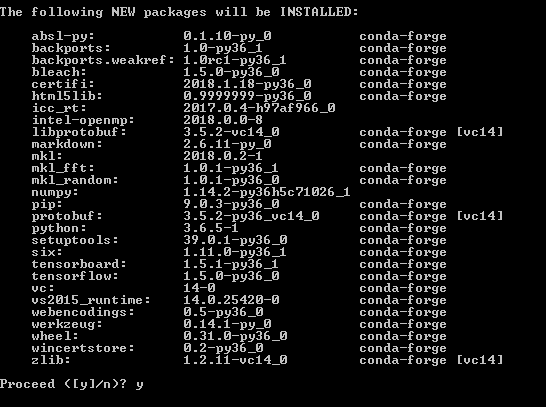 The following NEW packages will be INSTALLED:
absl-py: 0.1.10-py_0 conda-forge
backports: 1.0-py36_1 conda-forge
backports.weakref: 1.0rc1-py36_1 conda-forge
bleach: 1.5.0-py36_0 conda-forge
certifi: 2018.1.18-py36_0 conda-forge
html5lib: 0.9999999-py36_0 conda-forge
icc_rt: 2017.0.4-h97af966_0
intel-openmp: 2018.0.0-8
libprotobuf: 3.5.2-vc14_0 conda-forge [vc14]
markdown: 2.6.11-py_0 conda-forge
mkl: 2018.0.2-1
mkl_fft: 1.0.1-py36_1 conda-forge
mkl_random: 1.0.1-py36_0 conda-forge
numpy: 1.14.2-py36h5c71026_1
pip: 9.0.3-py36_0 conda-forge
protobuf: 3.5.2-py36_vc14_0 conda-forge [vc14]
python: 3.6.5-1 conda-forge
setuptools: 39.0.1-py36_0 conda-forge
six: 1.11.0-py36_1 conda-forge
tensorboard: 1.5.1-py36_1 conda-forge
tensorflow: 1.5.0-py36_0 conda-forge
vc: 14-0 conda-forge
vs2015_runtime: 14.0.25420-0 conda-forge
webencodings: 0.5-py36_0 conda-forge
werkzeug: 0.14.1-py_0 conda-forge
wheel: 0.31.0-py36_0 conda-forge
wincertstore: 0.2-py36_0 conda-forge
zlib: 1.2.11-vc14_0 conda-forge [vc14]
Proceed ([y]/n)? y